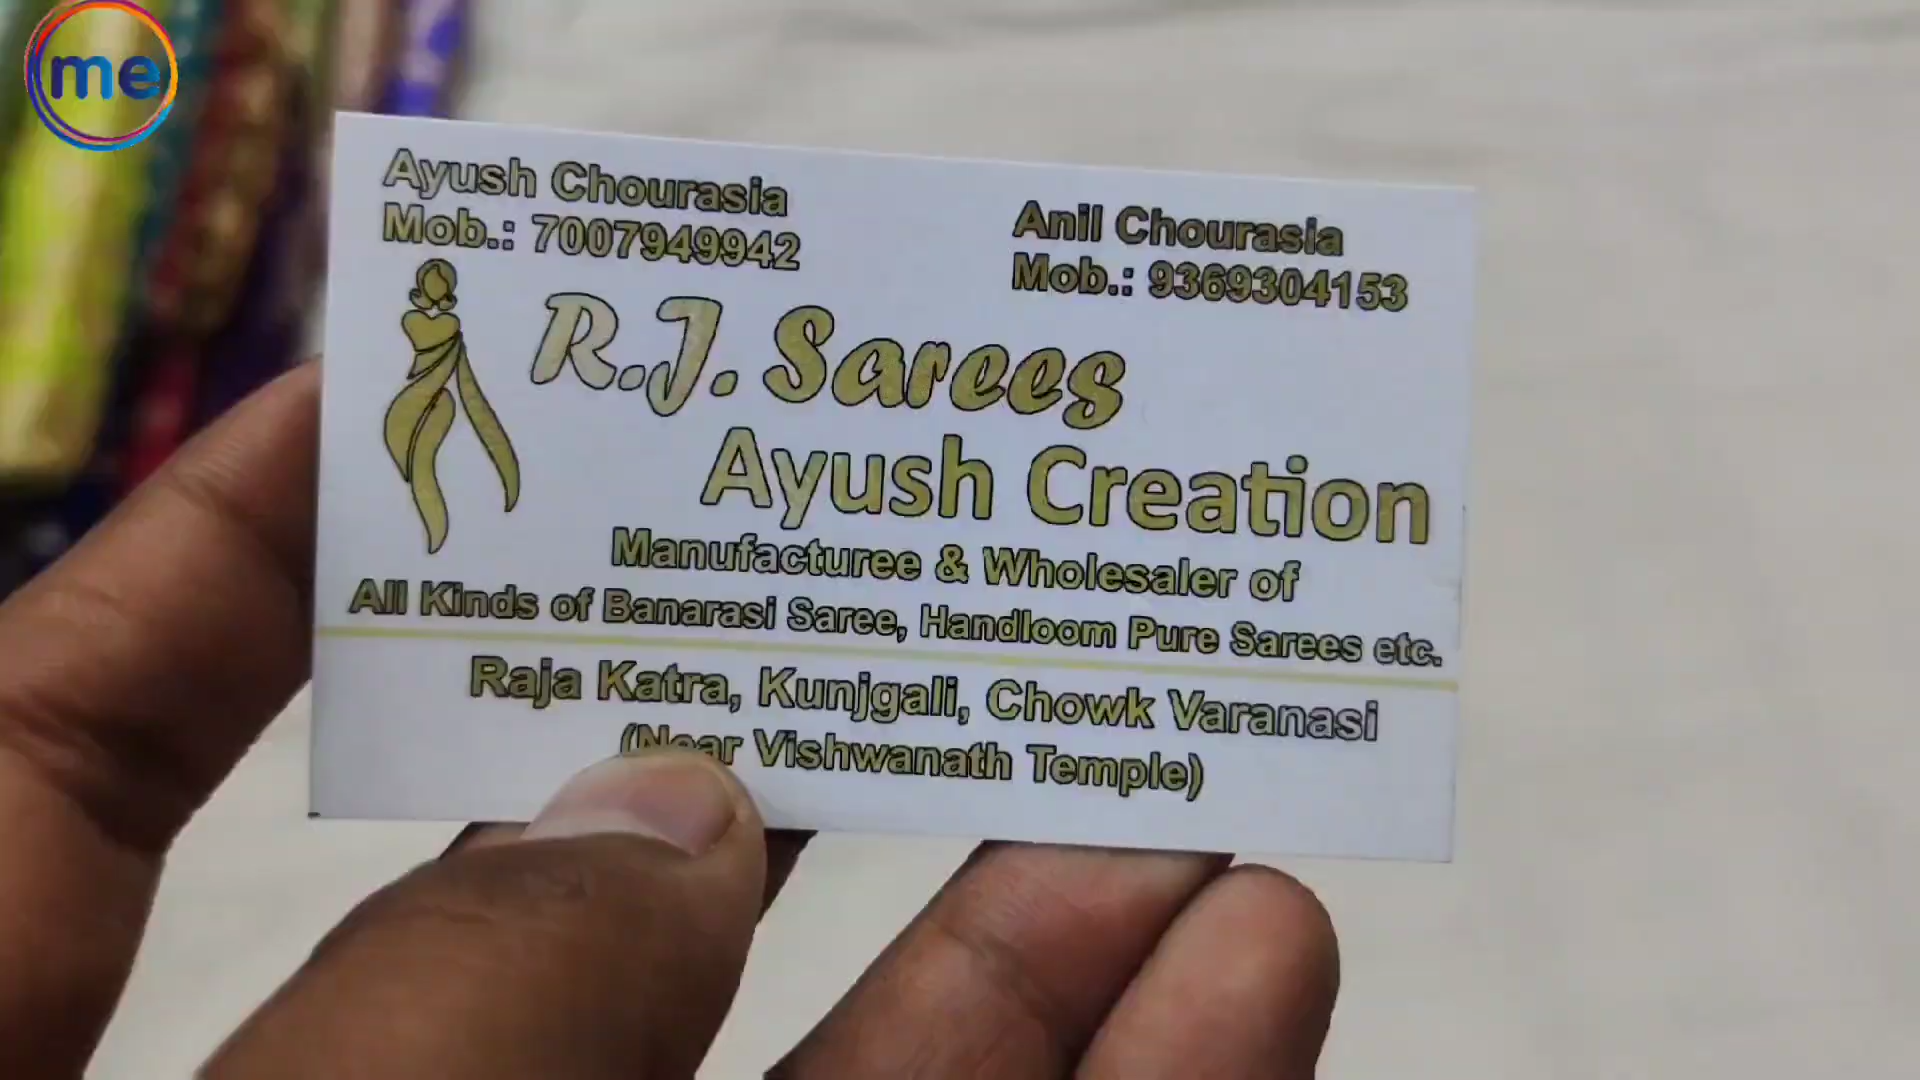 me
Ayush Chourasia
Mob.: 7007949942
Anil Chourasia
Mob.: 9369304153
R.J. Sarees
Ayush Creation
Manufacturee & Wholesaler of
All Kinds of Banarasi Saree, Handloom Pure Sarees etc.
Raja Katra, Kunjgali, Chowk Varanasi
(Near Vishwanath Temple)